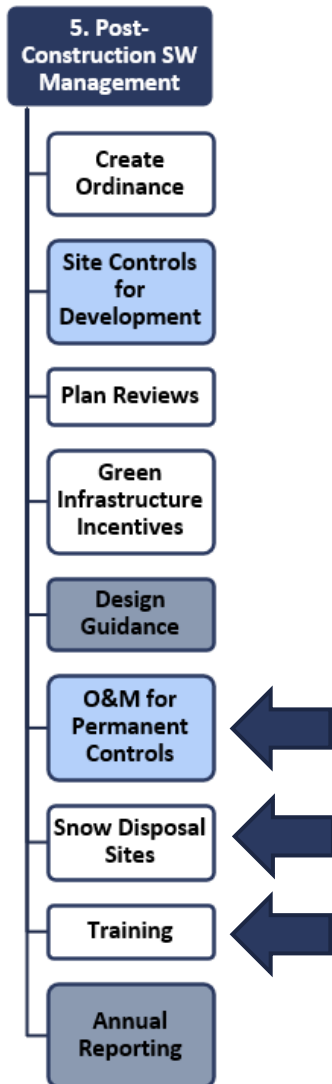 5. Post-
Construction SW
Management
Create
Ordinance
Site Controls
for
Development
Plan Reviews
Green
Infrastructure
Incentives
Design
Guidance
O&M for
Permanent
Controls
Snow Disposal
Sites
Training
Annual
Reporting